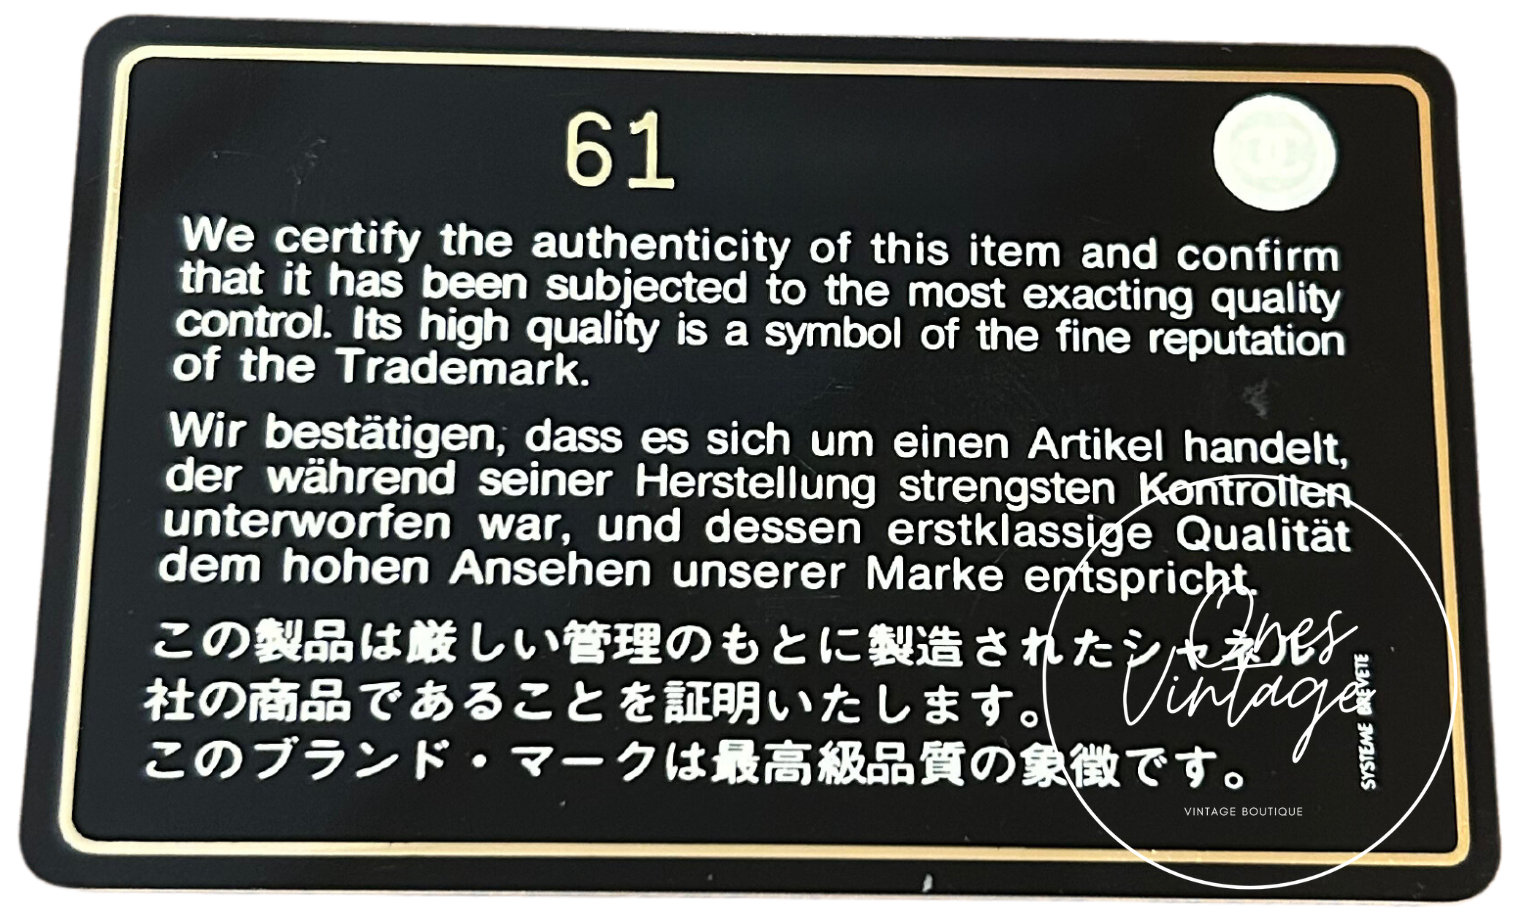 61
We certify the authenticity of this item and confirm
that it has been subjected to the most exacting quality
control. Its high quality is a symbol of the fine reputation
of the Trademark.
Wir bestätigen, dass es sich um einen Artikel handelt,
der während seiner Herstellung strengsten Kontrollen
unterworfen war, und dessen erstklassige Qualität
dem hohen Ansehen unserer Marke entspricht.
この製品は厳しい管理のもとに製造されたシャネル
社の商品であることを証明いたします。
このブランド・マークは最高級品質の象徴です。
SYSTEME BREVETE
Ones
Vintage
VINTAGE BOUTIQUE